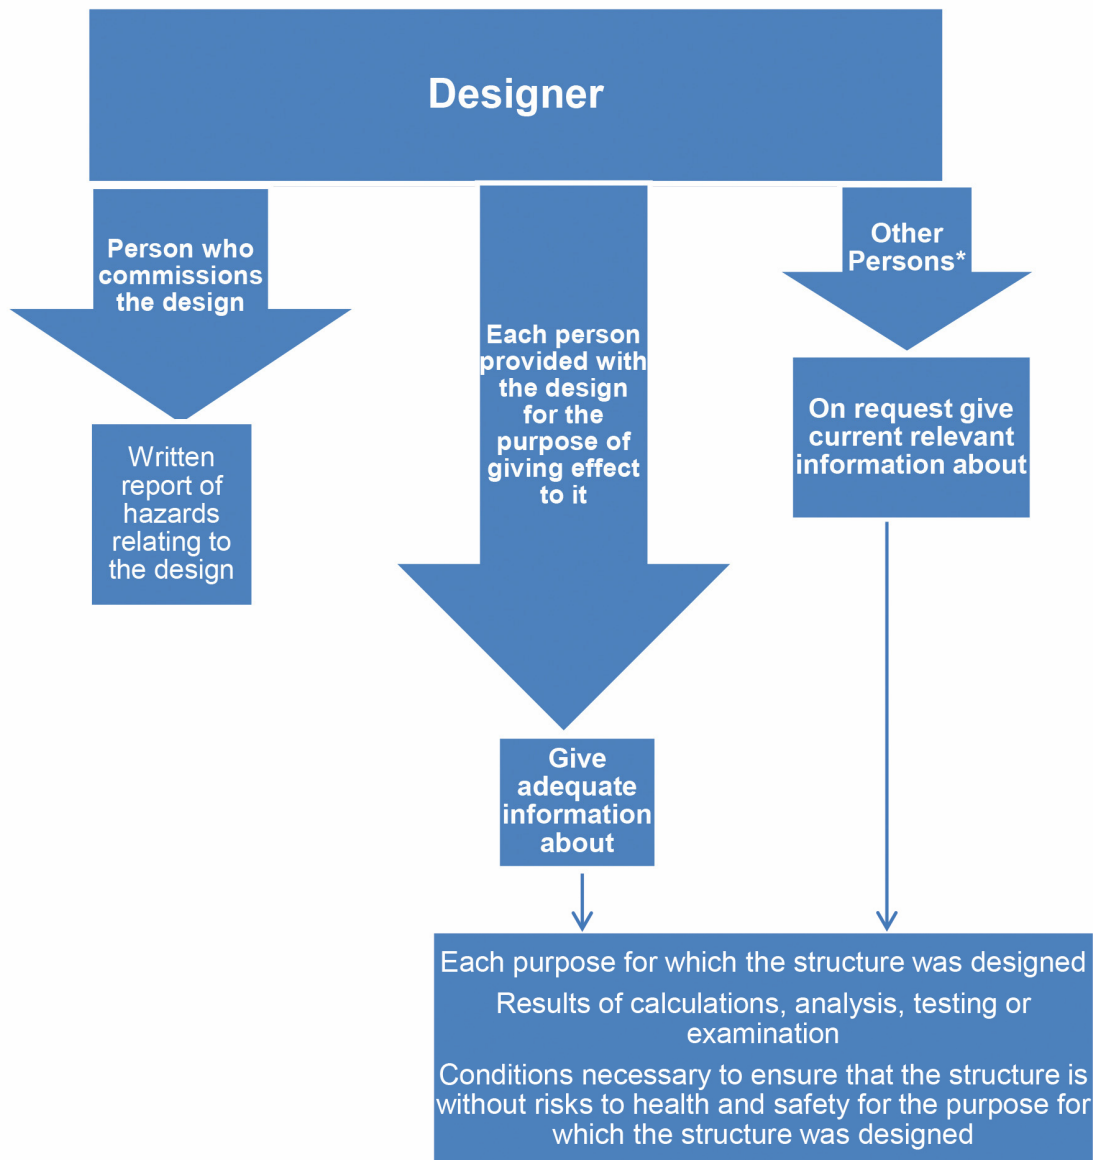 Designer
Person who
commissions
the design
Written
report of
hazards
relating to
the design
Each person
provided with
the design
for the
purpose of
giving effect
to it
Give
adequate
information
about
Other
Persons*
On request give
current relevant
information about
Each purpose for which the structure was designed
Results of calculations, analysis, testing or
examination
Conditions necessary to ensure that the structure is
without risks to health and safety for the purpose for
which the structure was designed